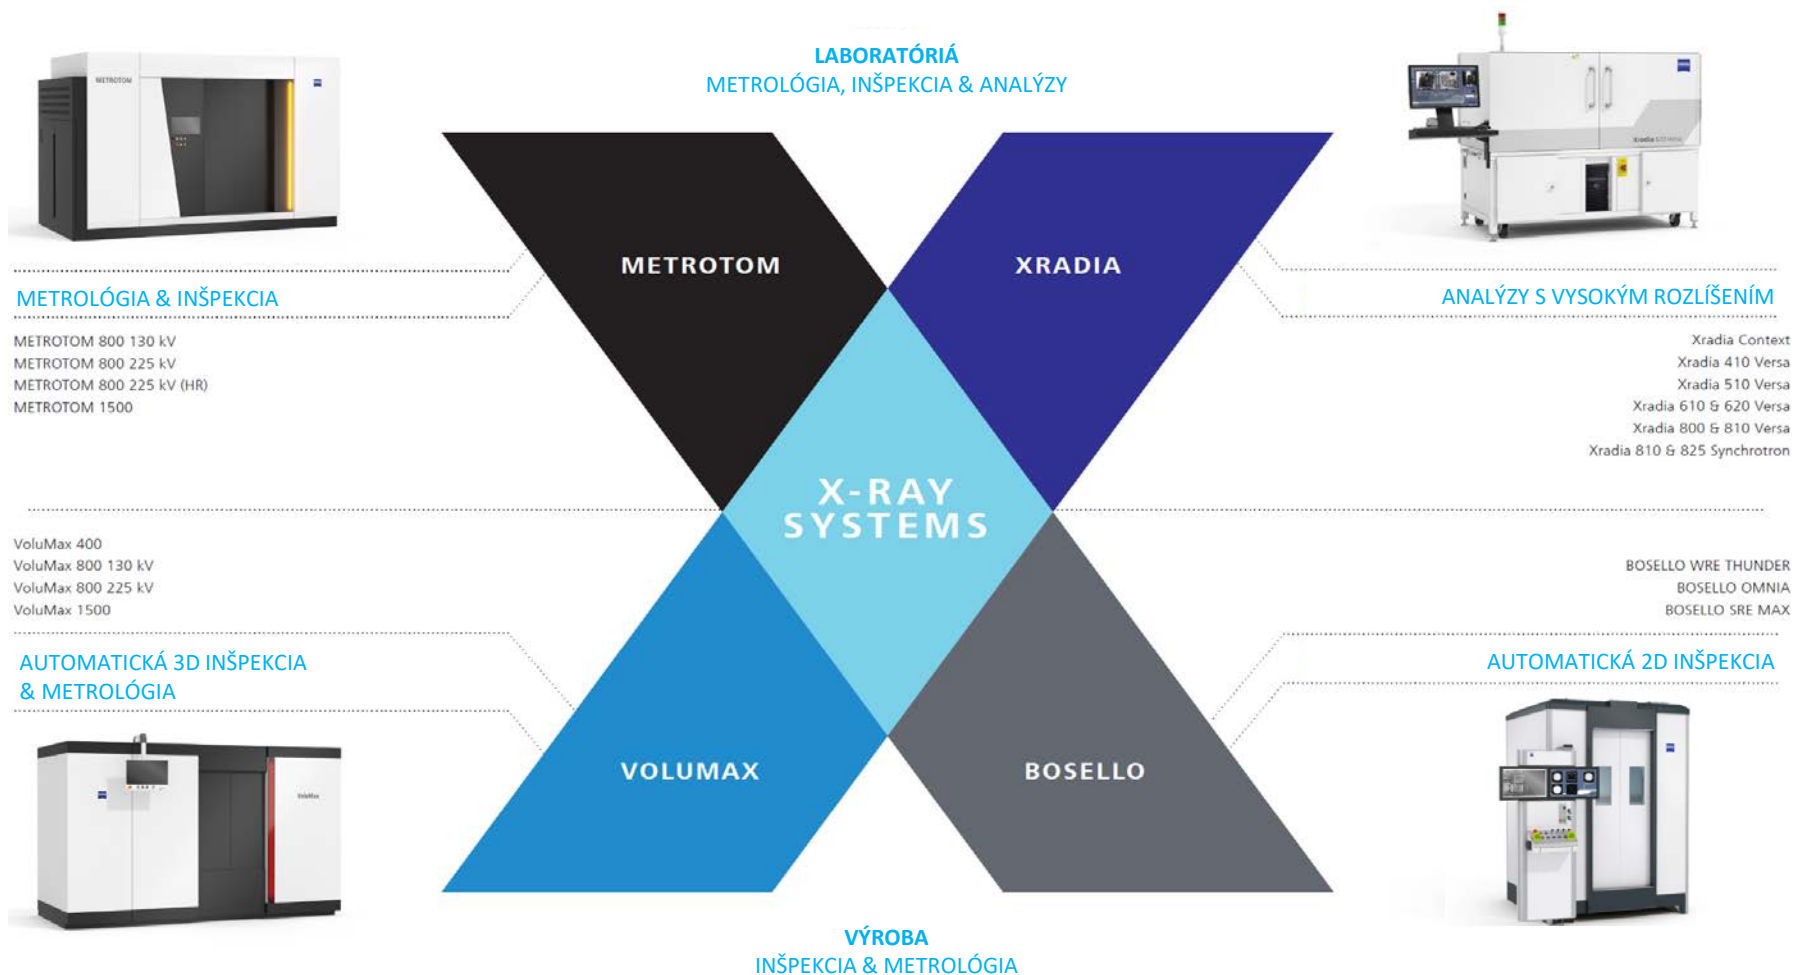 LABORATÓRIÁ
METROLÓGIA, INŠPEKCIA & ANALÝZY
METROTOM
METROTOM
XRADIA
METROLÓGIA & INŠPEKCIA
METROTOM 800 130 kV
METROTOM 800 225 kV
METROTOM 800 225 kV (HR)
METROTOM 1500
ANALÝZY S VYSOKÝM ROZLÍŠENÍM
Xradia Context
Xradia 410 Versa
Xradia 510 Versa
Xradia 610 & 620 Versa
Xradia 800 & 810 Versa
Xradia 810 & 825 Synchrotron
X-RAY
SYSTEMS
VoluMax 400
VoluMax 800 130 kV
VoluMax 800 225 kV
VoluMax 1500
AUTOMATICKÁ 3D INŠPEKCIA
& METROLÓGIA
BOSELLO WRE THUNDER
BOSELLO OMNIA
BOSELLO SRE MAX
AUTOMATICKÁ 2D INŠPEKCIA
VOLUMAX
BOSELLO
VoluMax
VÝROBA
INŠPEKCIA & METROLÓGIA